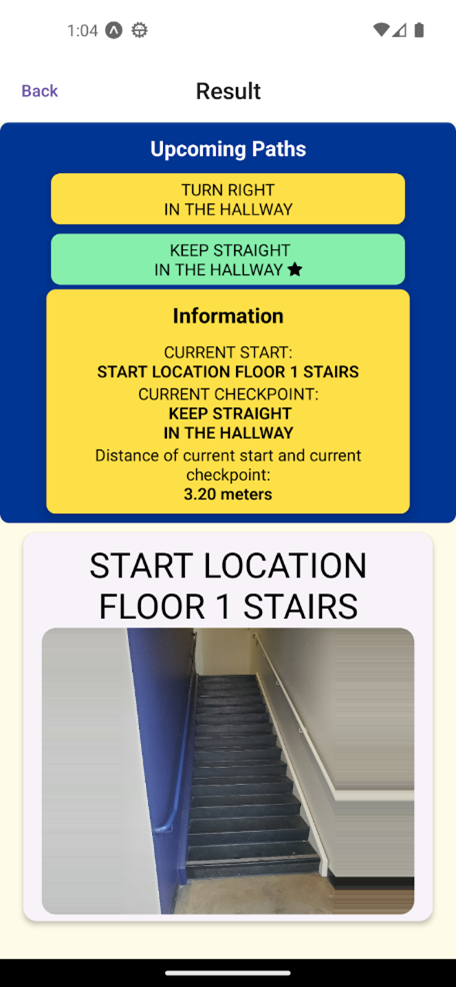 1:04
Back
Result
Upcoming Paths
TURN RIGHT
IN THE HALLWAY
KEEP STRAIGHT
IN THE HALLWAY ★
Information
CURRENT START:
START LOCATION FLOOR 1 STAIRS
CURRENT CHECKPOINT:
KEEP STRAIGHT
IN THE HALLWAY
Distance of current start and current
checkpoint:
3.20 meters
START LOCATION
FLOOR 1 STAIRS